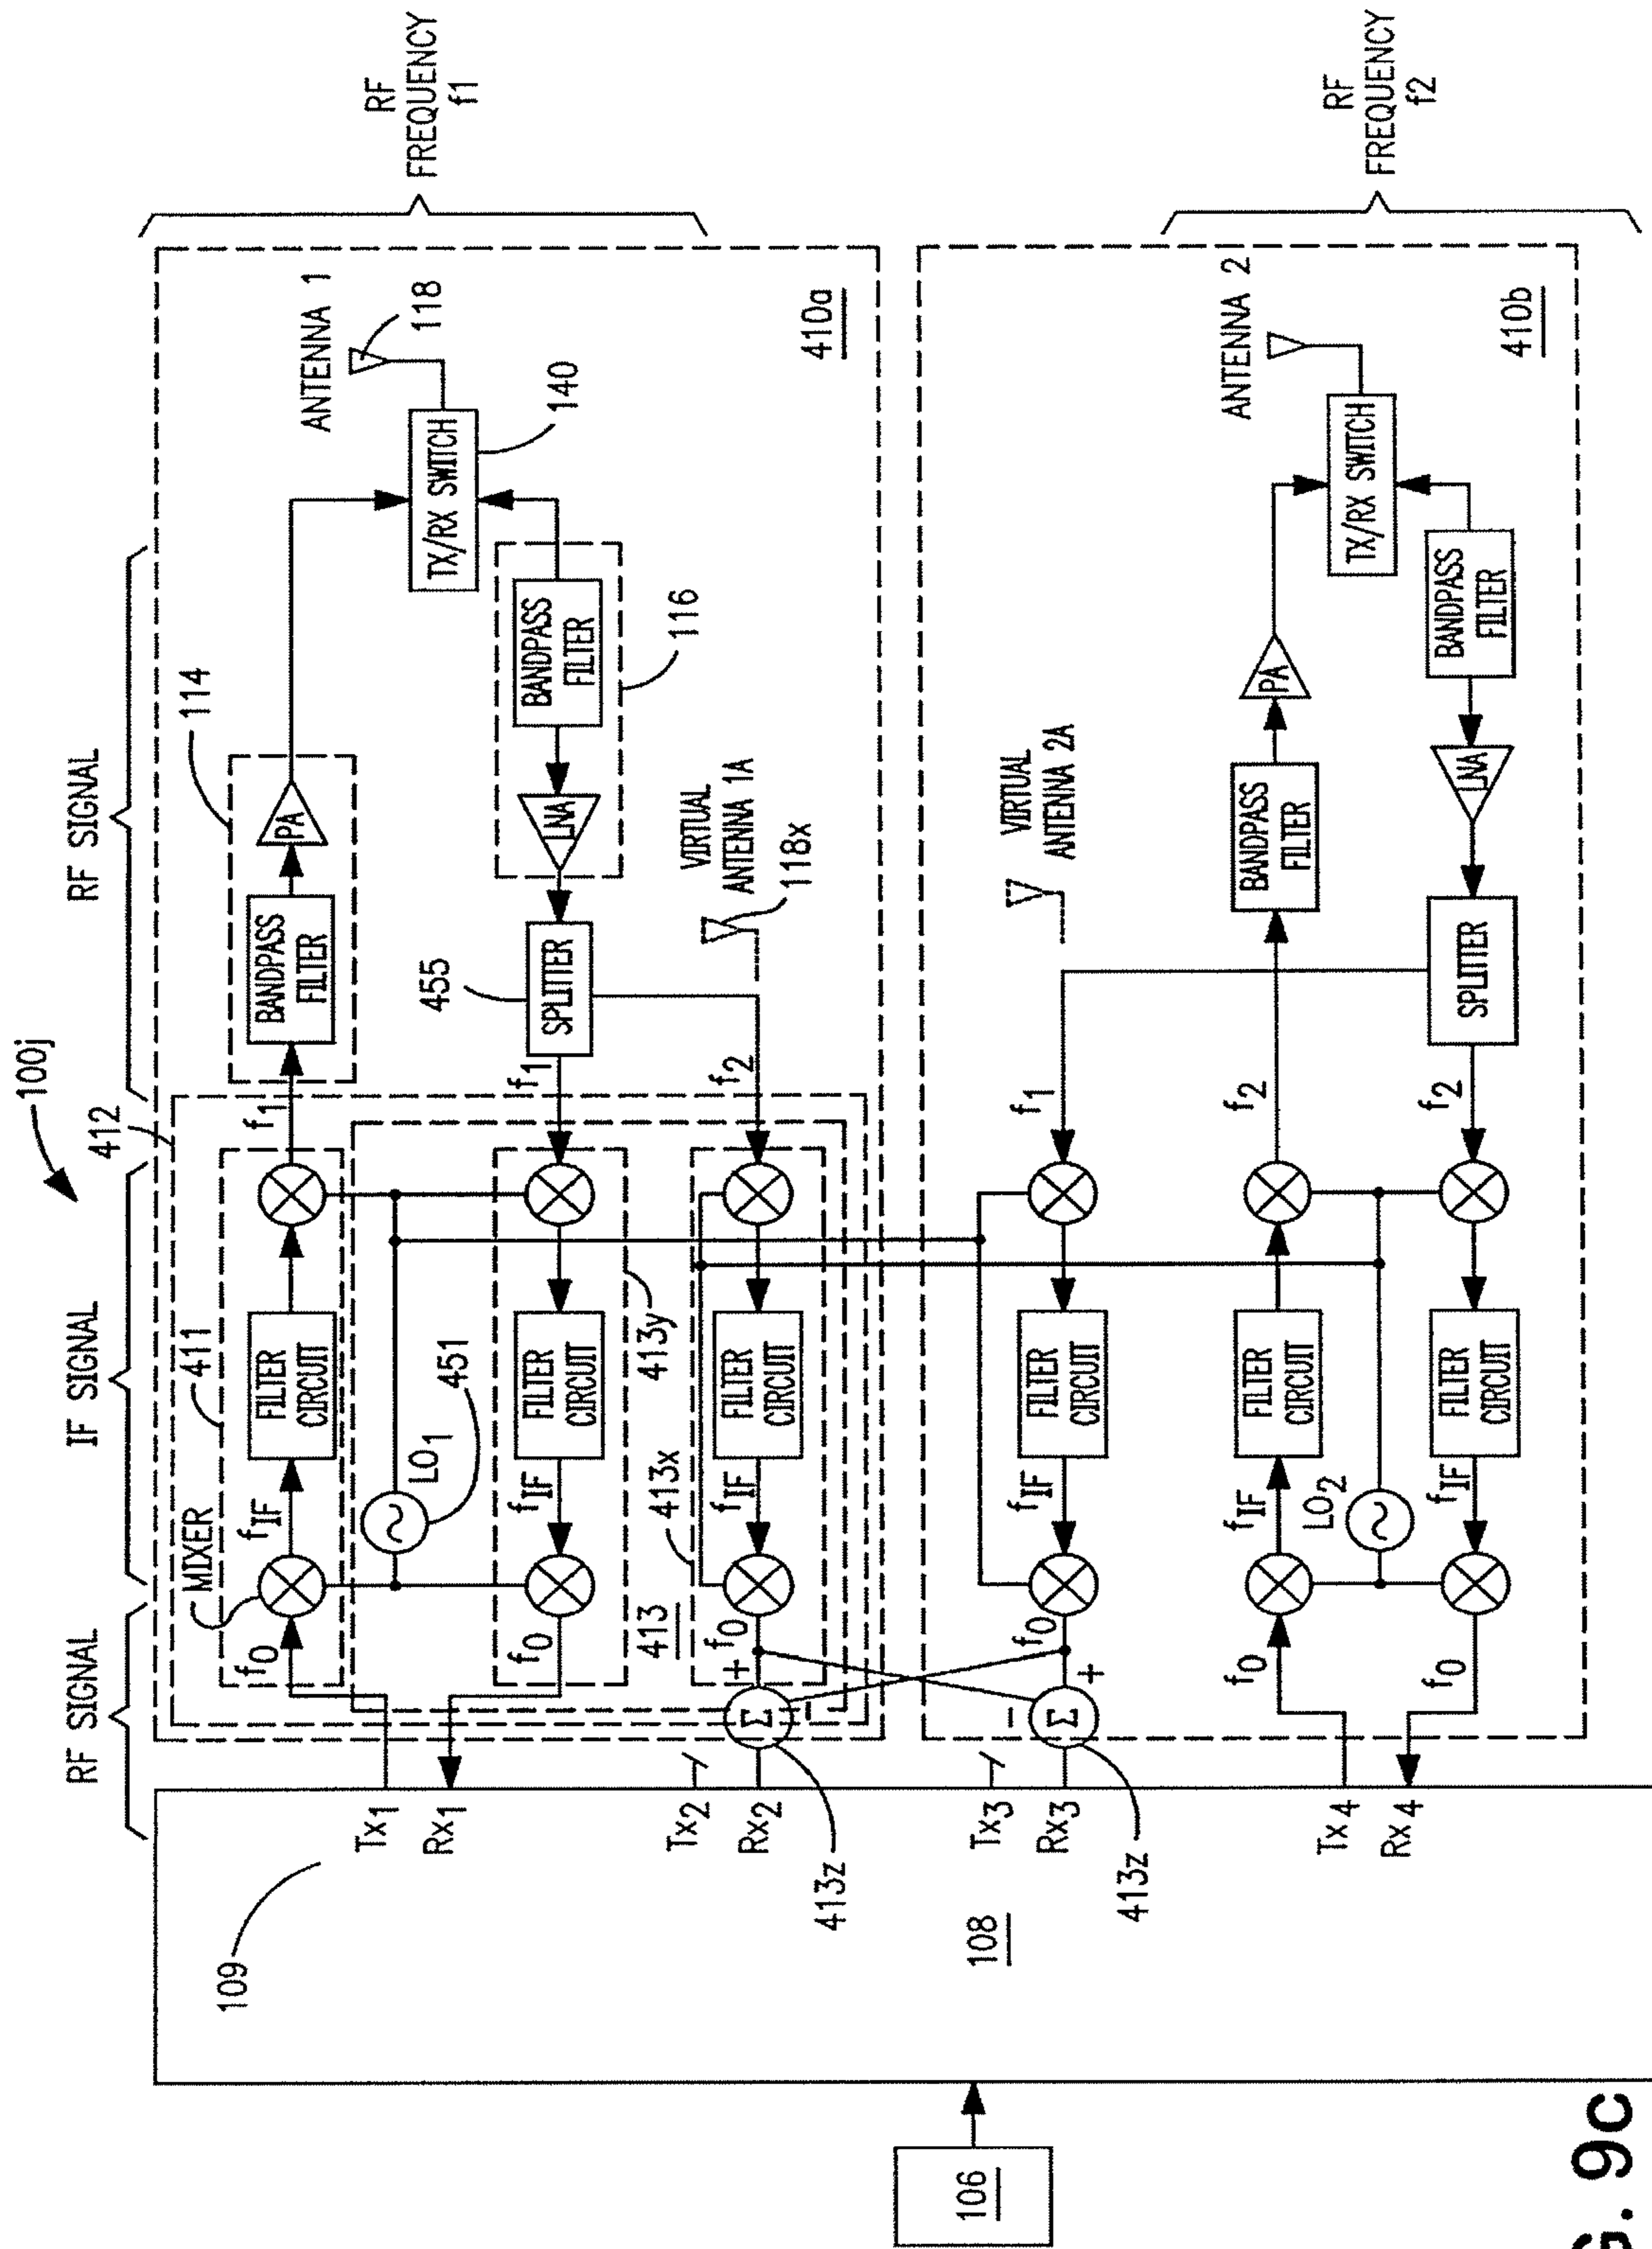 100j
RF SIGNAL
IF SIGNAL
RF SIGNAL
412
411
MIXER
f0
fIF
FILTER
CIRCUIT
f1
BANDPASS
FILTER
PA
114
ANTENNA 1
118
TX/RX SWITCH
140
RF
FREQUENCY
f1
109
Tx1
Rx1
LO1
451
f0
fIF
FILTER
CIRCUIT
413y
f1
455
SPLITTER
LNA
BANDPASS
FILTER
116
413
413x
Tx2
Rx2
413z
Σ
+
−
f0
fIF
FILTER
CIRCUIT
f2
VIRTUAL
ANTENNA 1A
118x
410a
106
108
Tx3
Rx3
413z
Σ
−
+
f0
fIF
FILTER
CIRCUIT
f1
VIRTUAL
ANTENNA 2A
Tx4
Rx4
f0
fIF
FILTER
CIRCUIT
f2
BANDPASS
FILTER
PA
ANTENNA 2
TX/RX SWITCH
RF
FREQUENCY
f2
LO2
f0
fIF
FILTER
CIRCUIT
f2
SPLITTER
LNA
BANDPASS
FILTER
410b
G. 9c